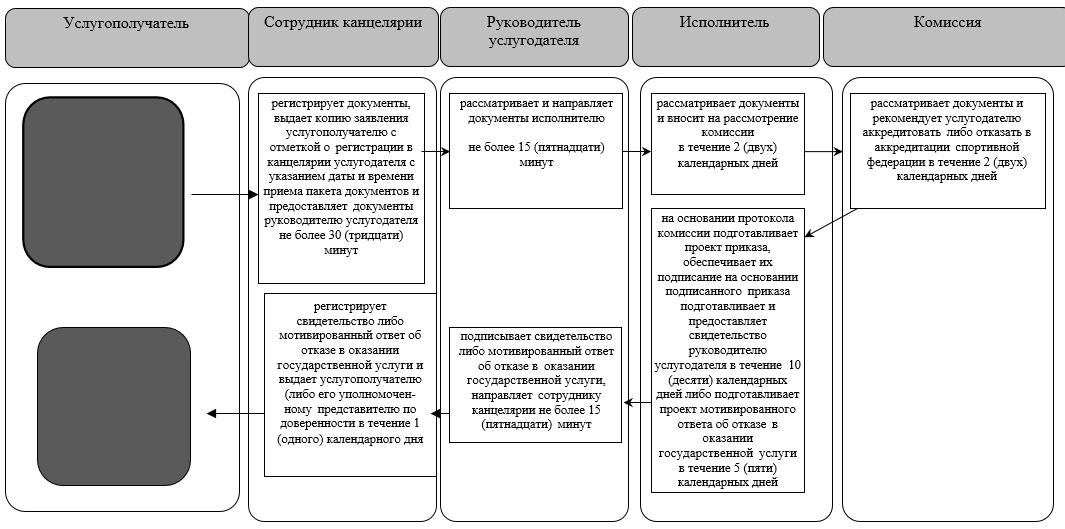 Услугополучатель
Сотрудник канцелярии
Руководитель
услугодателя
Исполнитель
Комиссия
регистрирует документы,
выдает копию заявления
услугополучателю с
отметкой о регистрации в
канцелярии услугодателя с
указанием даты и времени
приема пакета документов и
предоставляет документы
руководителю услугодателя
не более 30 (тридцати)
минут
рассматривает и направляет
документы исполнителю
не более 15 (пятнадцати)
минут
рассматривает документы
и вносит на рассмотрение
комиссии
в течение 2 (двух)
календарных дней
рассматривает документы и
рекомендует услугодателю
аккредитовать либо отказать в
аккредитации спортивной
федерации в течение 2 (двух)
календарных дней
на основании протокола
комиссии подготавливает
проект приказа,
обеспечивает их
подписание на основании
подписанного приказа
подготавливает и
предоставляет
свидетельство
руководителю
услугодателя в течение 10
(десяти) календарных
дней либо подготавливает
проект мотивированного
ответа об отказе в
оказании
государственной услуги
в течение 5 (пяти)
календарных дней
подписывает свидетельство
либо мотивированный ответ
об отказе в оказании
государственной услуги,
направляет сотруднику
канцелярии не более 15
(пятнадцати) минут
регистрирует
свидетельство либо
мотивированный ответ об
отказе в оказании
государственной услуги и
выдает услугополучателю
(либо его уполномочен-
ному представителю по
доверенности в течение 1
(одного) календарного дня